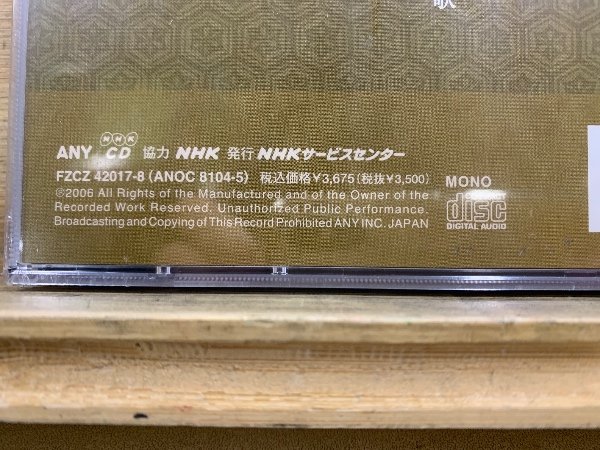 歌
ANY NHK CD 協力 NHK 発行 NHKサービスセンター
FZCZ 42017-8 (ANOC 8104-5) 税込価格¥3,675(税抜¥3,500)
℗2006 All Rights of the Manufactured and of the Owner of the
Recorded Work Reserved. Unauthorized Public Performance.
Broadcasting and Copying of This Record Prohibited ANY INC. JAPAN
MONO
COMPACT
disc
DIGITAL AUDIO